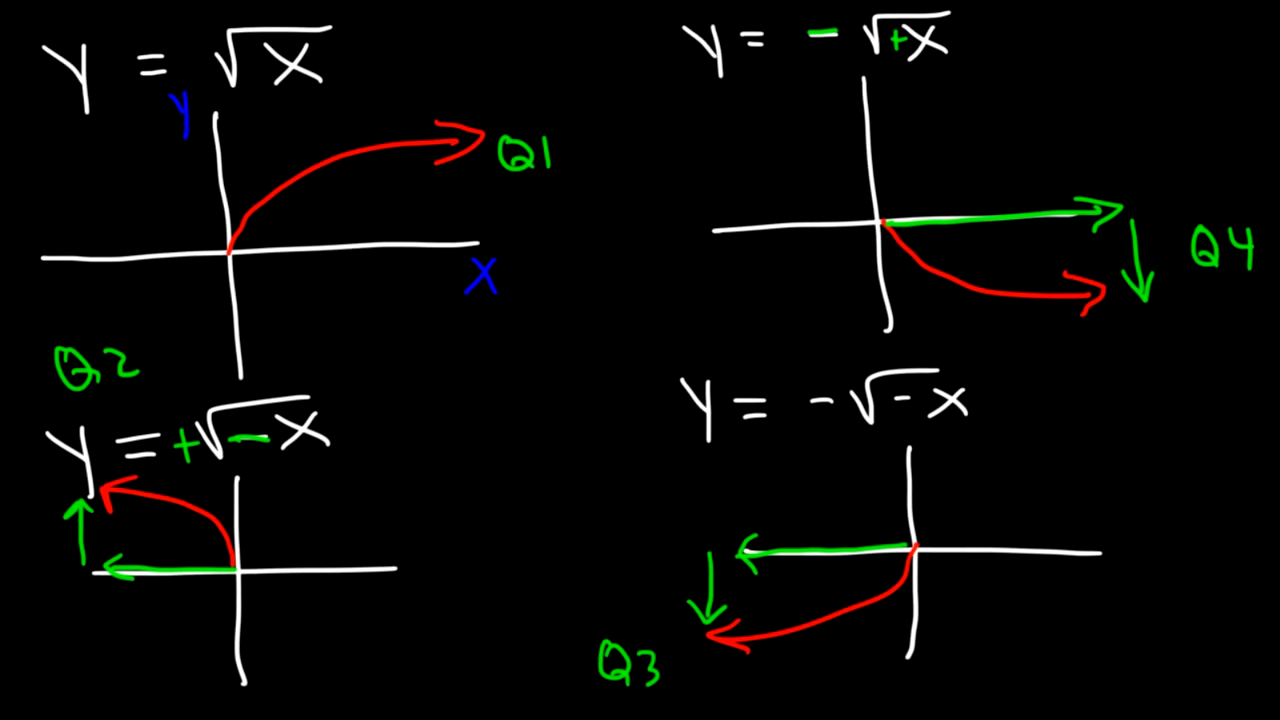 Y = √x
Y
Q1
X
Y = - √+x
Q4
Q2
Y = +√-x
Y = -√-x
Q3